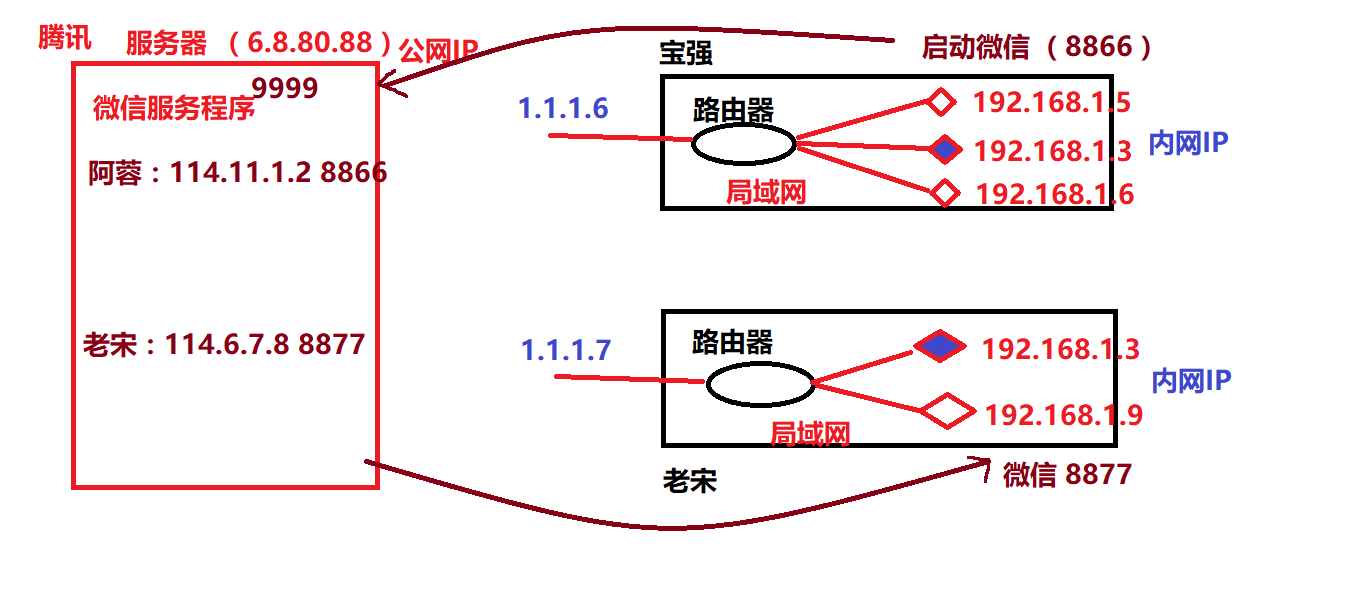 腾讯 服务器 （6.8.80.88）公网IP
9999
微信服务程序
阿蓉：114.11.1.2 8866
老宋：114.6.7.8 8877
启动微信（8866）
宝强
1.1.1.6
路由器
局域网
192.168.1.5
192.168.1.3
192.168.1.6
内网IP
1.1.1.7
路由器
局域网
192.168.1.3
192.168.1.9
内网IP
老宋
微信 8877